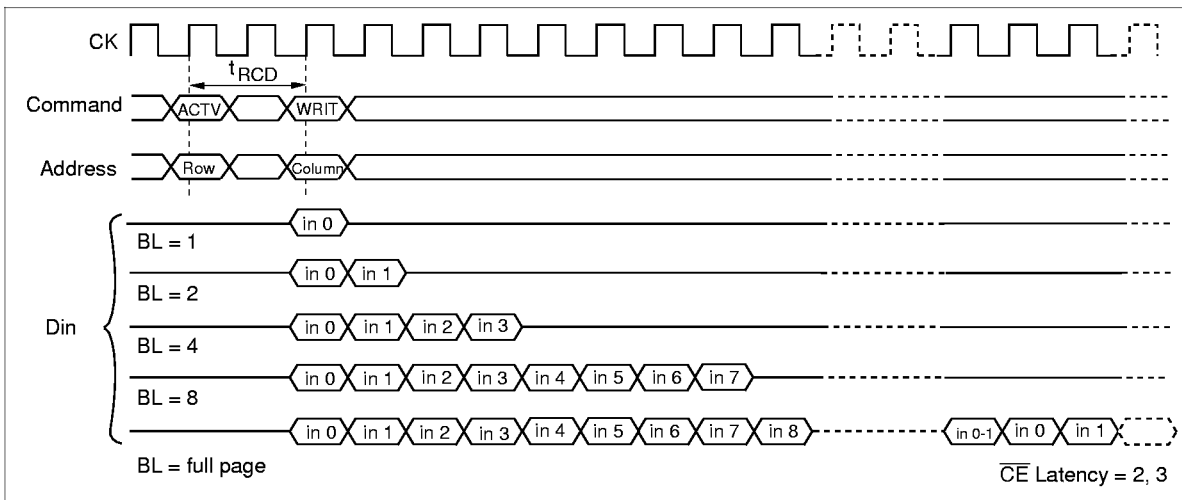 CK
tRCD
Command ACTV WRIT
Address Row Column
in 0
BL = 1
in 0 in 1
BL = 2
Din
in 0 in 1 in 2 in 3
BL = 4
in 0 in 1 in 2 in 3 in 4 in 5 in 6 in 7
BL = 8
in 0 in 1 in 2 in 3 in 4 in 5 in 6 in 7 in 8 in 0-1 in 0 in 1
BL = full page
CE Latency = 2, 3